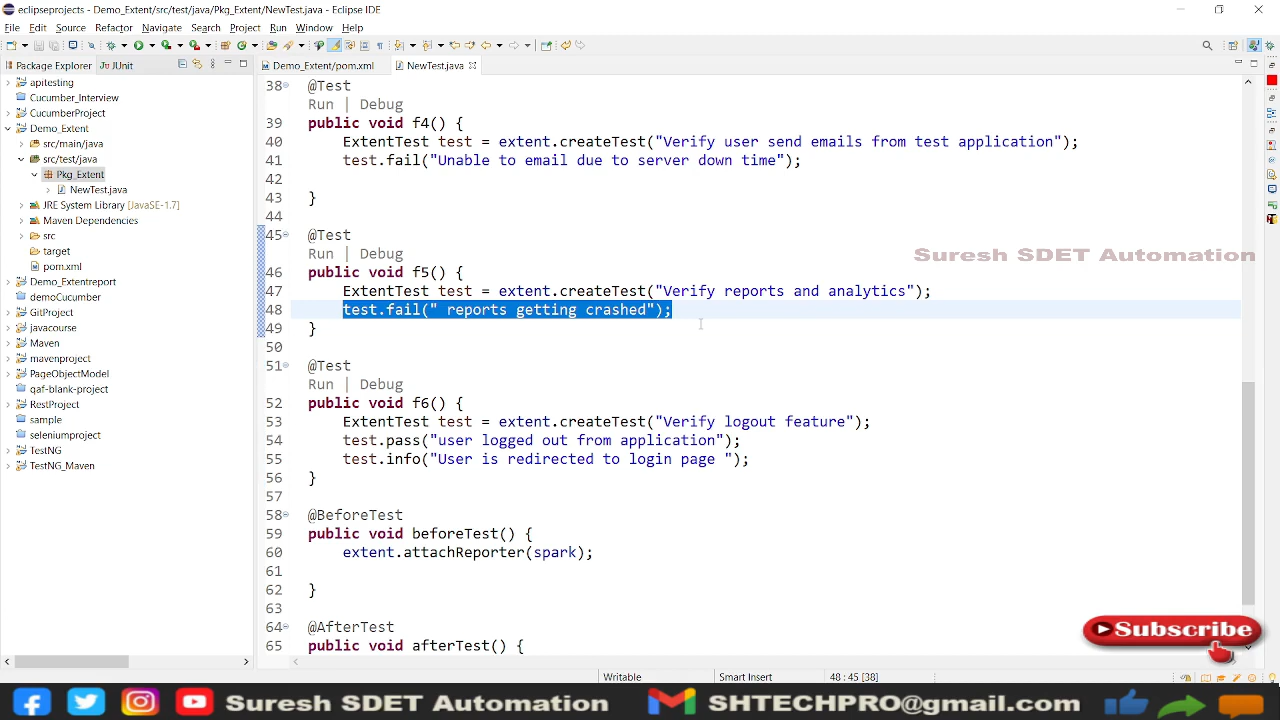 eclipseprojects - Demo_Extent/src/test/java/Pkg_Extent/NewTest.java - Eclipse IDE
File Edit Source Refactor Navigate Search Project Run Window Help
Package Explorer JUnit
Demo_Extent/pom.xml NewTest.java
apitesting
Cucumber_Interview
CucumberProject
Demo_Extent
src/main/java
src/test/java
Pkg_Extent
NewTest.java
JRE System Library [JavaSE-1.7]
Maven Dependencies
src
target
pom.xml
Demo_Extentreport
demoCucumber
GitProject
javacourse
Maven
mavenproject
PageObjectModel
qaf-blank-project
RestProject
sample
seleniumproject
TestNG
TestNG_Maven
38 @Test
Run | Debug
39 public void f4() {
40 ExtentTest test = extent.createTest("Verify user send emails from test application");
41 test.fail("Unable to email due to server down time");
42
43 }
44
45 @Test
Run | Debug
46 public void f5() {
47 ExtentTest test = extent.createTest("Verify reports and analytics");
48 test.fail(" reports getting crashed");
49 }
50
51 @Test
Run | Debug
52 public void f6() {
53 ExtentTest test = extent.createTest("Verify logout feature");
54 test.pass("user logged out from application");
55 test.info("User is redirected to login page ");
56 }
57
58 @BeforeTest
59 public void beforeTest() {
60 extent.attachReporter(spark);
61
62 }
63
64 @AfterTest
65 public void afterTest() {
Suresh SDET Automation
Subscribe
Writable Smart Insert 48 : 45 [38]
Suresh SDET Automation SHTECHPRO@gmail.com